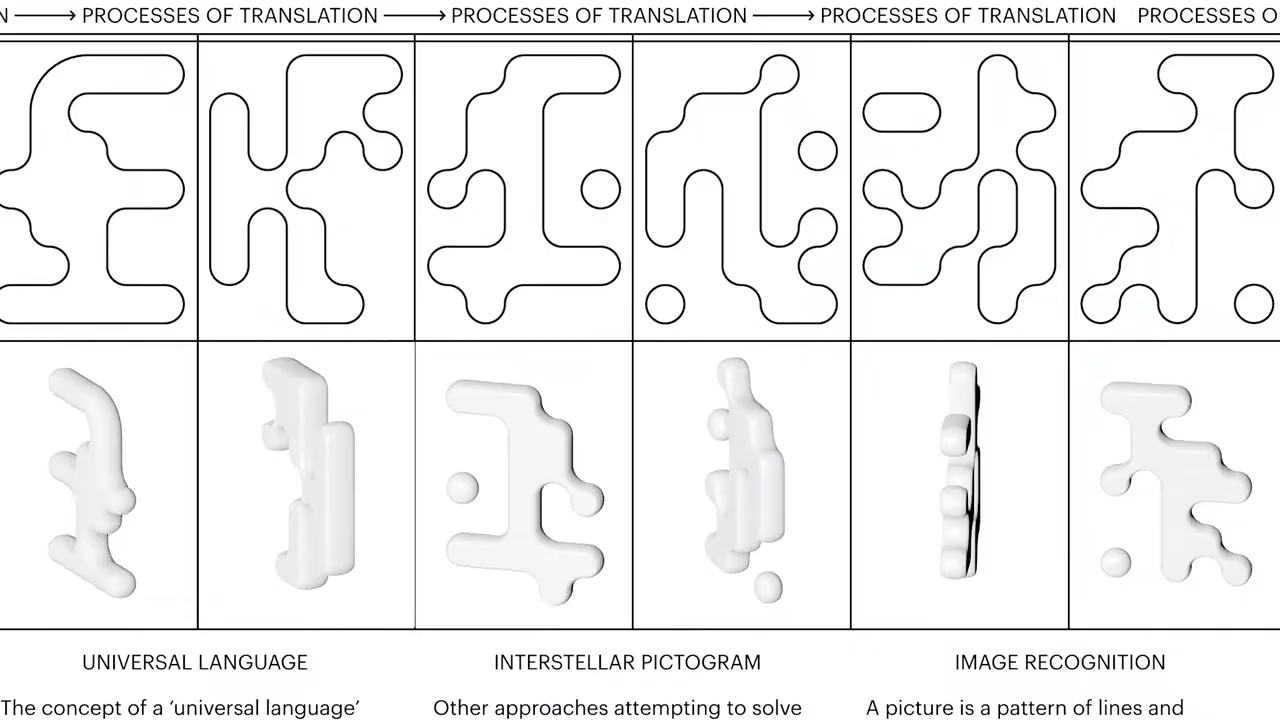 PROCESSES OF TRANSLATION ⟶ PROCESSES OF TRANSLATION ⟶ PROCESSES OF TRANSLATION PROCESSES
UNIVERSAL LANGUAGE
The concept of a ‘universal language’
INTERSTELLAR PICTOGRAM
Other approaches attempting to solve
IMAGE RECOGNITION
A picture is a pattern of lines and